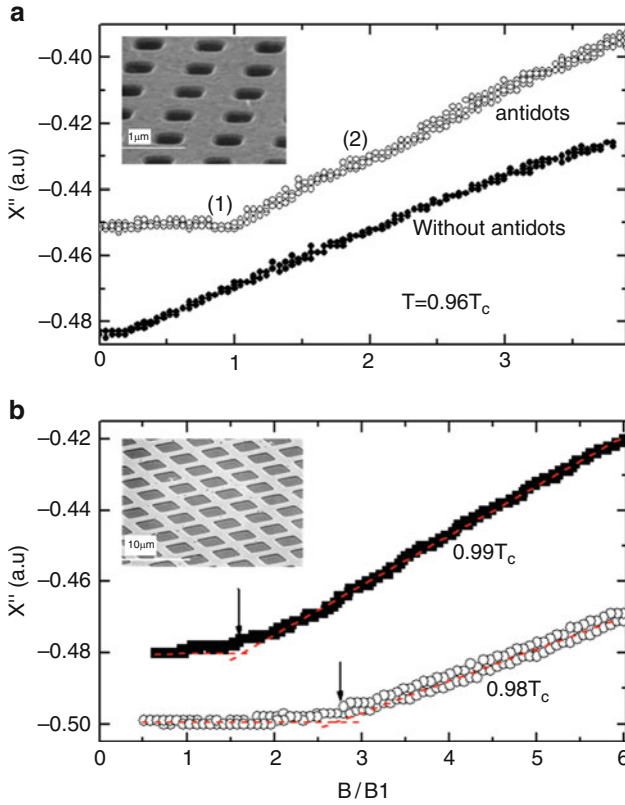 a
−0.40
−0.42
−0.44
−0.46
−0.48
X'' (a.u)
1μm
(1)
(2)
antidots
Without antidots
T=0.96Tc
0 1 2 3
b
−0.42
−0.44
−0.46
−0.48
−0.50
X'' (a.u)
10μm
0.99Tc
0.98Tc
0 1 2 3 4 5 6
B/B1